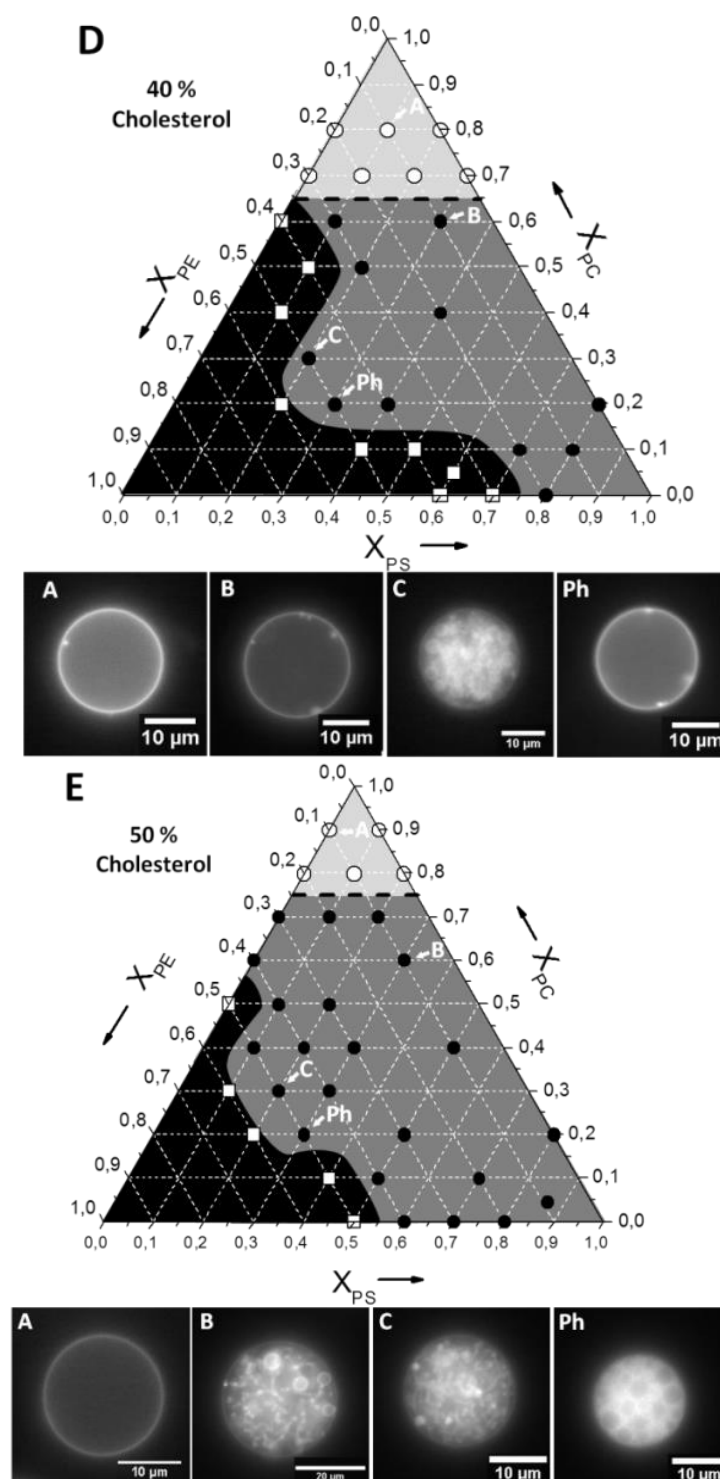 D
40 %
Cholesterol
0,0 1,0
0,1 0,9
0,2 A 0,8
0,3 0,7
0,4 B 0,6
X PE X PC
0,5 0,5
0,6 0,4
0,7 C 0,3
0,8 Ph 0,2
0,9 0,1
1,0 0,0
0,0 0,1 0,2 0,3 0,4 0,5 0,6 0,7 0,8 0,9 1,0
X PS
A B C Ph
10 µm 10 µm 10 µm 10 µm
E
50 %
Cholesterol
0,0 1,0
0,1 A 0,9
0,2 0,8
0,3 0,7
0,4 B 0,6
X PE X PC
0,5 0,5
0,6 0,4
0,7 C 0,3
0,8 Ph 0,2
0,9 0,1
1,0 0,0
0,0 0,1 0,2 0,3 0,4 0,5 0,6 0,7 0,8 0,9 1,0
X PS
A B C Ph
10 µm 20 µm 10 µm 10 µm